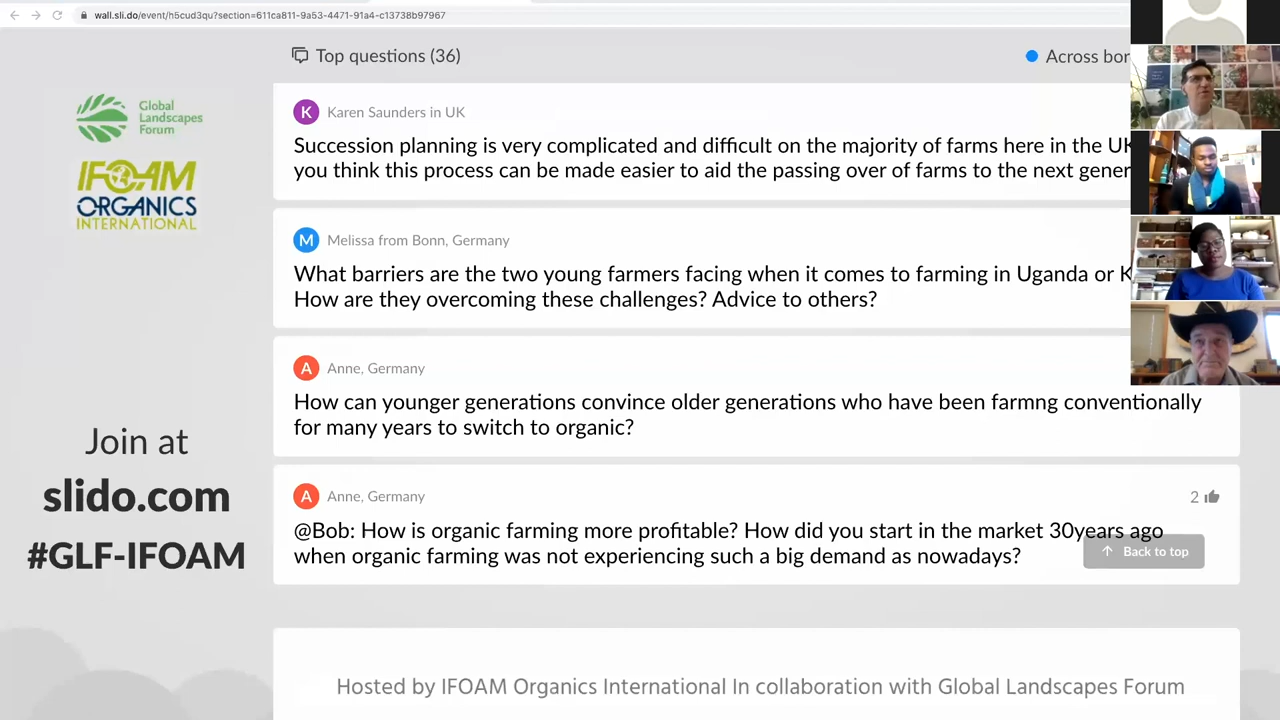 wall.sli.do/event/h5cud3qu?section=611ca811-9a53-4471-91a4-c13738b97967
Top questions (36)
Across bor
Global
Landscapes
Forum
IFOAM
ORGANICS
INTERNATIONAL
K Karen Saunders in UK
Succession planning is very complicated and difficult on the majority of farms here in the UK
you think this process can be made easier to aid the passing over of farms to the next gener
M Melissa from Bonn, Germany
What barriers are the two young farmers facing when it comes to farming in Uganda or K
How are they overcoming these challenges? Advice to others?
A Anne, Germany
How can younger generations convince older generations who have been farmng conventionally
for many years to switch to organic?
A Anne, Germany
2
@Bob: How is organic farming more profitable? How did you start in the market 30years ago
when organic farming was not experiencing such a big demand as nowadays?
Back to top
Join at
slido.com
#GLF-IFOAM
Hosted by IFOAM Organics International In collaboration with Global Landscapes Forum